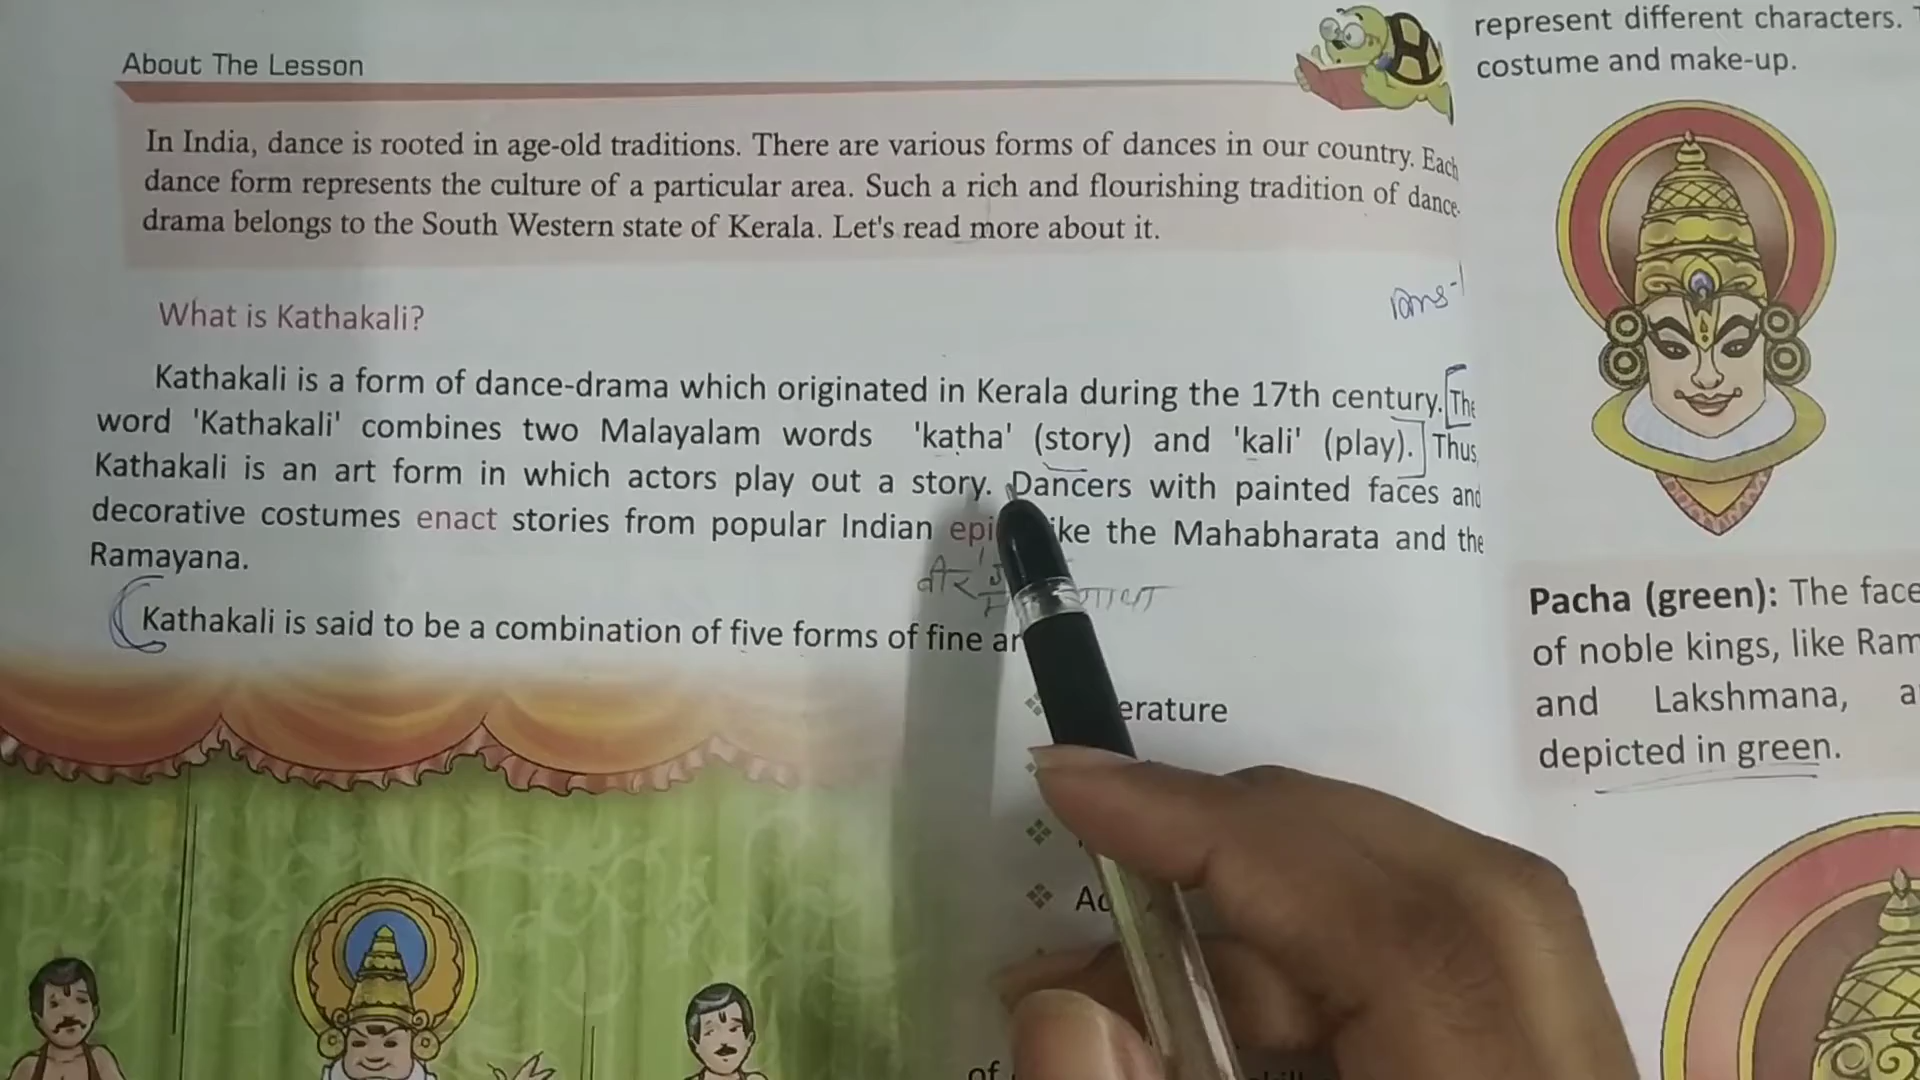 About The Lesson
In India, dance is rooted in age-old traditions. There are various forms of dances in our country. Each
dance form represents the culture of a particular area. Such a rich and flourishing tradition of dance-
drama belongs to the South Western state of Kerala. Let's read more about it.
What is Kathakali?
Kathakali is a form of dance-drama which originated in Kerala during the 17th century. The
word 'Kathakali' combines two Malayalam words 'katha' (story) and 'kali' (play). Thus,
Kathakali is an art form in which actors play out a story. Dancers with painted faces and
decorative costumes enact stories from popular Indian like the Mahabharata and the
Ramayana.
Kathakali is said to be a combination of five forms of fine
of
represent different characters.
costume and make-up.
Pacha (green): The face
of noble kings, like
and Lakshmana,
depicted in green.